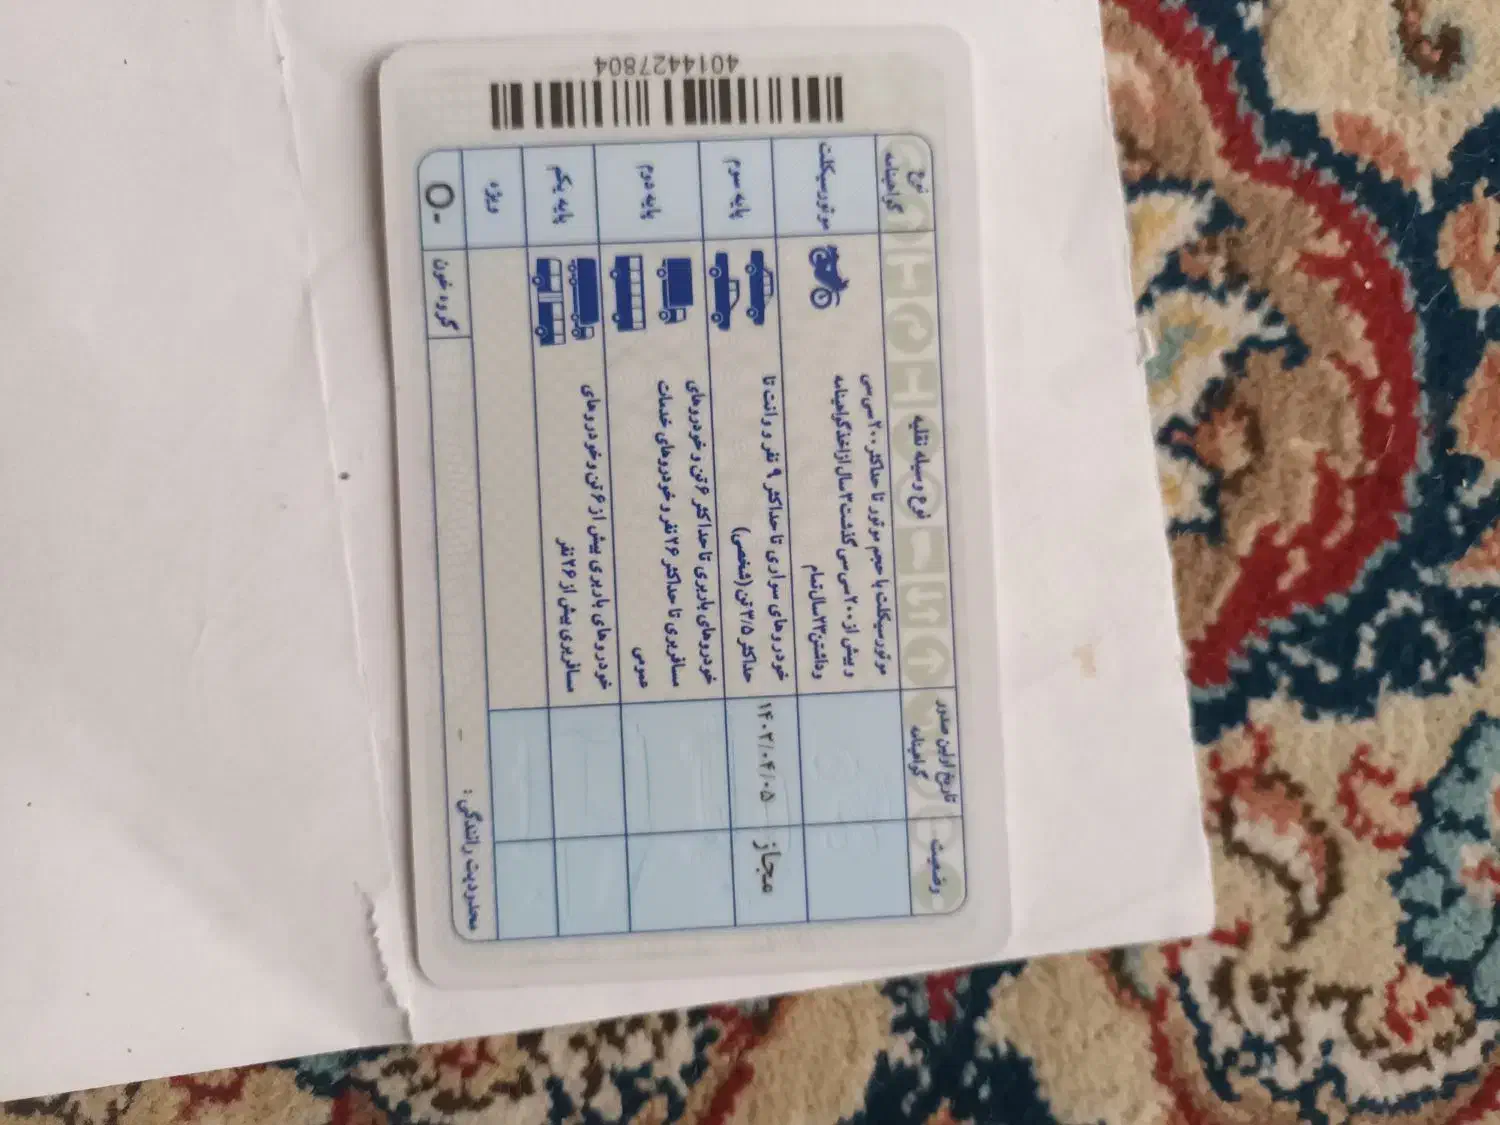 4014427804
نوع گواهینامه
نوع وسیله نقلیه
تاریخ اولین صدور گواهینامه
وضعیت
موتورسیکلت
موتورسیکلت با حجم موتور تا حداکثر ۲۰۰ سی سی
و بیش از ۲۰۰ سی سی گذشت ۳ سال از اخذ گواهینامه
و داشتن ۲۳ سال تمام
پایه سوم
خودروهای سواری تا حداکثر ۹ نفر و وانت تا
حداکثر ۳/۵ تن (شخصی)
۱۴۰۲/۰۴/۰۵
مجاز
پایه دوم
خودروهای باربری تا حداکثر ۶ تن و خودروهای
مسافربری تا حداکثر ۲۶ نفر و خودروهای خدمات
عمومی
پایه یکم
خودروهای باربری بیش از ۶ تن و خودروهای
مسافربری بیش از ۲۶ نفر
ویژه
O-
گروه خون
محدودیت رانندگی :
-